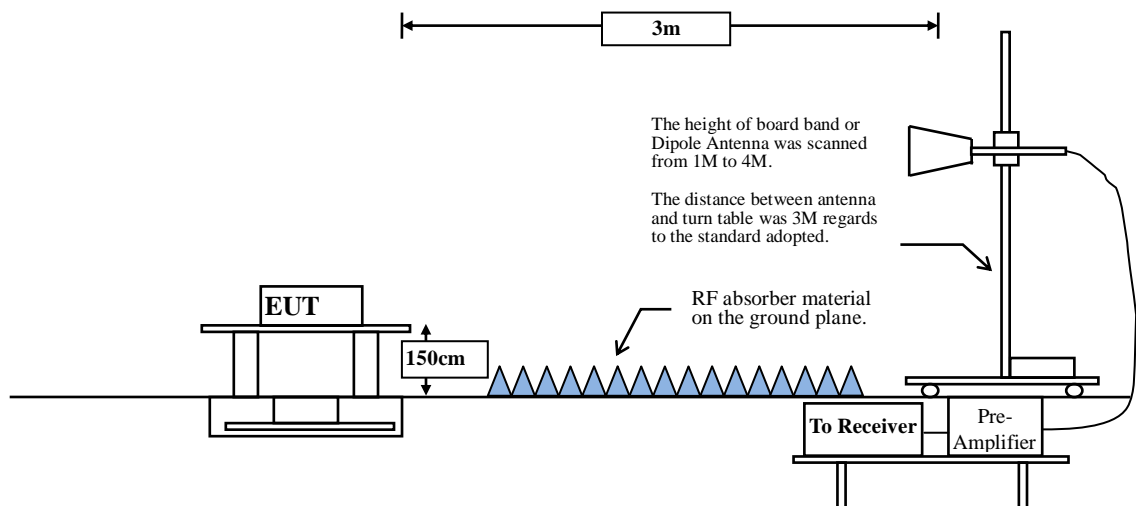 3m
The height of board band or
Dipole Antenna was scanned
from 1M to 4M.
The distance between antenna
and turn table was 3M regards
to the standard adopted.
EUT
RF absorber material
on the ground plane.
150cm
To Receiver
Pre-
Amplifier